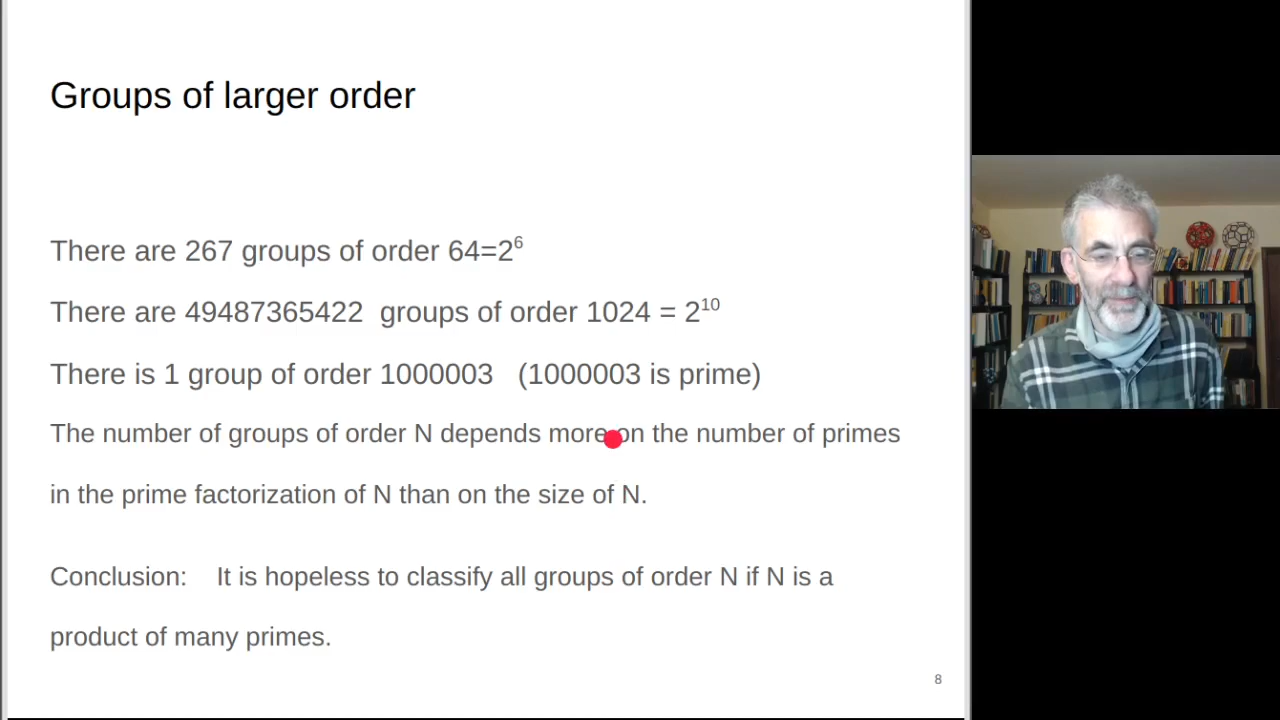 Groups of larger order
There are 267 groups of order 64=2⁶
There are 49487365422 groups of order 1024 = 2¹⁰
There is 1 group of order 1000003 (1000003 is prime)
The number of groups of order N depends more on the number of primes
in the prime factorization of N than on the size of N.
Conclusion: It is hopeless to classify all groups of order N if N is a
product of many primes.
8